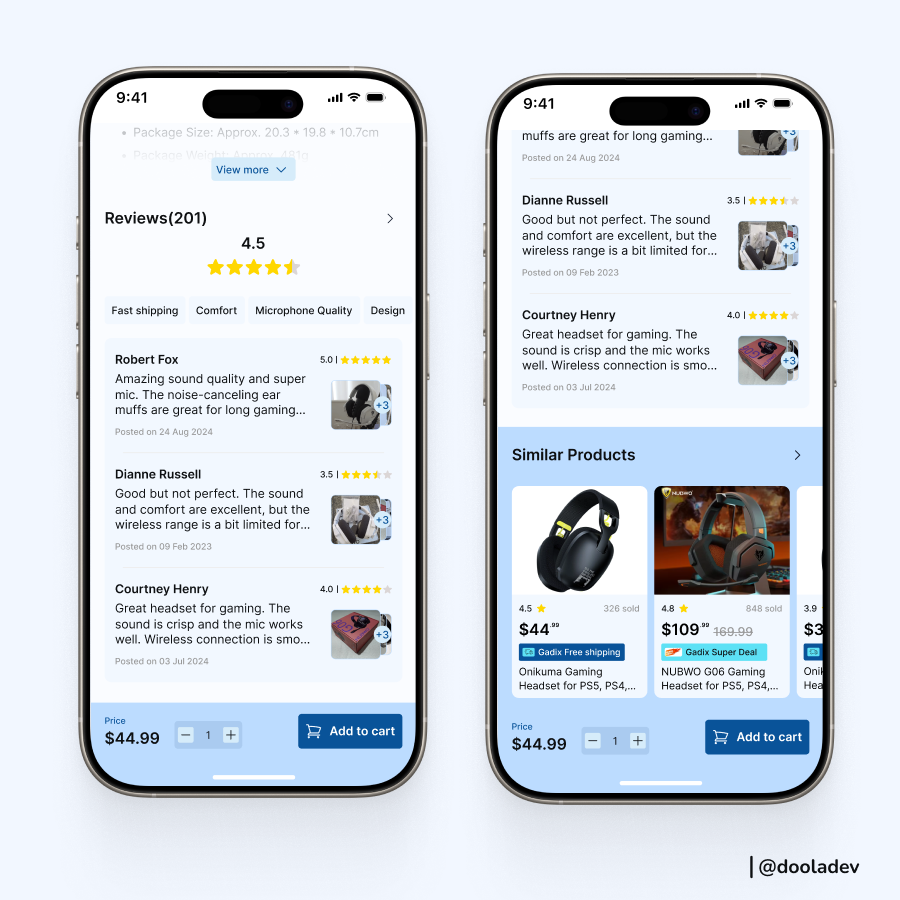 9:41
Package Size: Approx. 20.3 * 19.8 * 10.7cm
Package Weight: Approx. 481g
View more
Reviews(201)
4.5
Fast shipping
Comfort
Microphone Quality
Design
Robert Fox
5.0
Amazing sound quality and super
mic. The noise-canceling ear
muffs are great for long gaming...
+3
Posted on 24 Aug 2024
Dianne Russell
3.5
Good but not perfect. The sound
and comfort are excellent, but the
wireless range is a bit limited for...
+3
Posted on 09 Feb 2023
Courtney Henry
4.0
Great headset for gaming. The
sound is crisp and the mic works
well. Wireless connection is smo...
+3
Posted on 03 Jul 2024
Price
$44.99
1
Add to cart
9:41
muffs are great for long gaming...
+3
Posted on 24 Aug 2024
Dianne Russell
3.5
Good but not perfect. The sound
and comfort are excellent, but the
wireless range is a bit limited for...
+3
Posted on 09 Feb 2023
Courtney Henry
4.0
Great headset for gaming. The
sound is crisp and the mic works
well. Wireless connection is smo...
+3
Posted on 03 Jul 2024
Similar Products
4.5
326 sold
$44.99
Gadix Free shipping
Onikuma Gaming
Headset for PS5, PS4,...
NUBWO
4.8
848 sold
$109.99 169.99
Gadix Super Deal
NUBWO G06 Gaming
Headset for PS5, PS4,...
3.9
$3
Onik
Hea
Price
$44.99
1
Add to cart
@dooladev